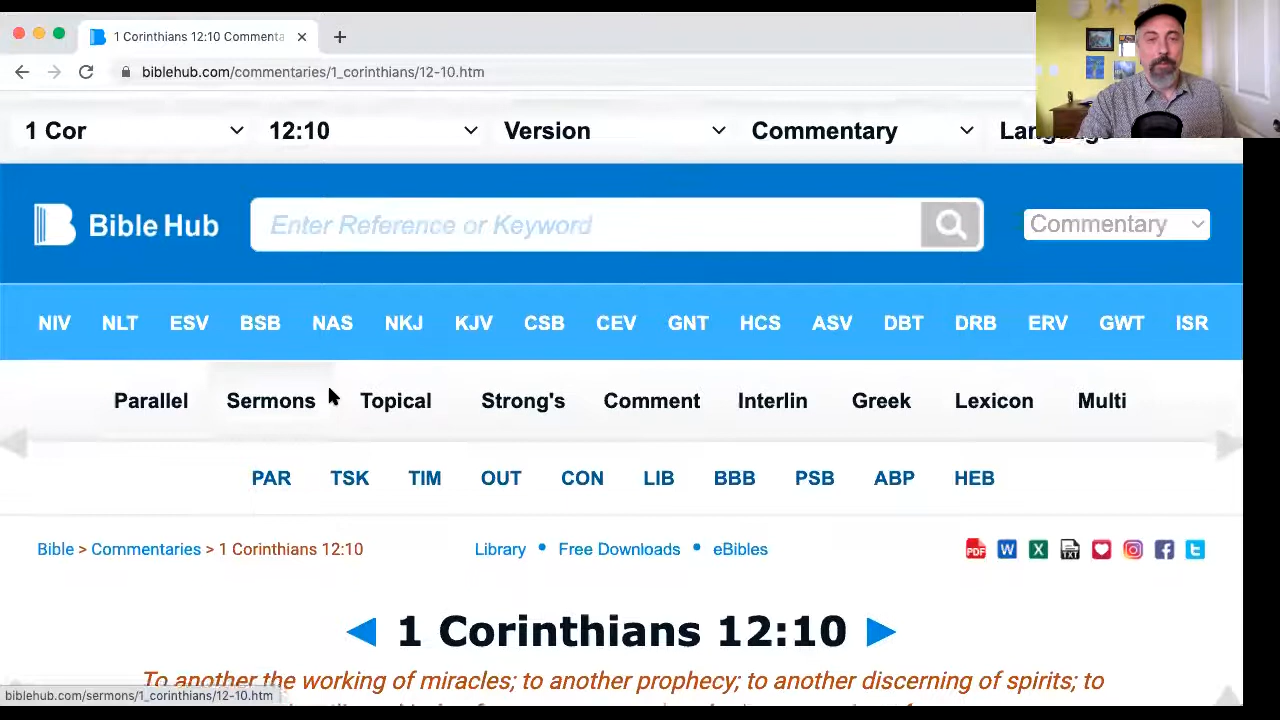 1 Corinthians 12:10 Commenta
biblehub.com/commentaries/1_corinthians/12-10.htm
1 Cor 12:10 Version Commentary Language
Bible Hub Enter Reference or Keyword Commentary
NIV NLT ESV BSB NAS NKJ KJV CSB CEV GNT HCS ASV DBT DRB ERV GWT ISR
Parallel Sermons Topical Strong's Comment Interlin Greek Lexicon Multi
PAR TSK TIM OUT CON LIB BBB PSB ABP HEB
Bible > Commentaries > 1 Corinthians 12:10 Library • Free Downloads • eBibles PDF W X TXT
1 Corinthians 12:10
To another the working of miracles; to another prophecy; to another discerning of spirits; to
biblehub.com/sermons/1_corinthians/12-10.htm